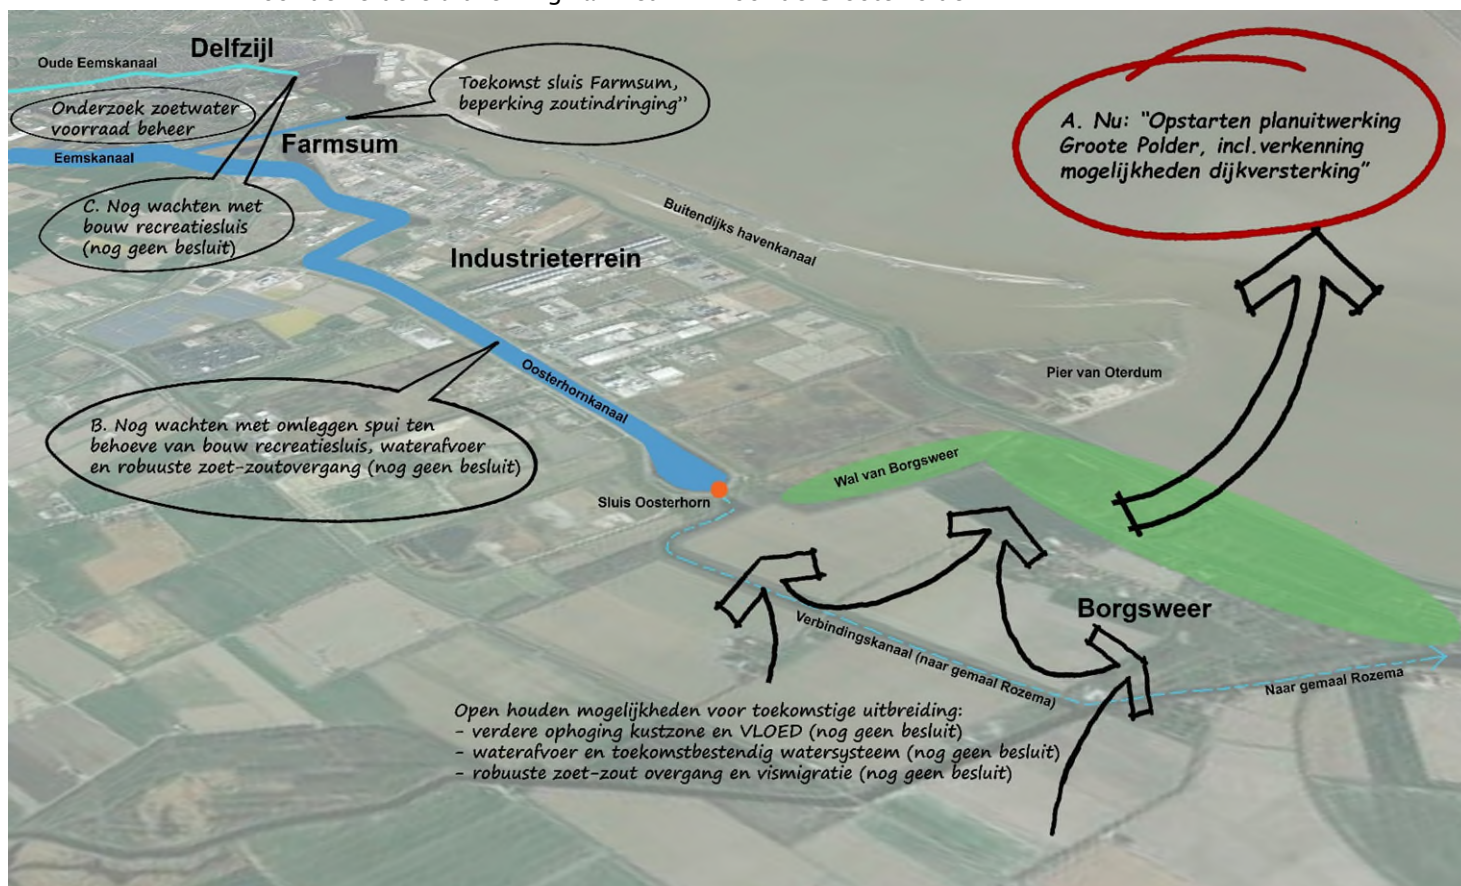 Delfzijl
Oude Eemskanaal
Toekomst sluis Farmsum,
beperking zoutindringing”
Onderzoek zoetwater
voorraad beheer
Farmsum
Eemskanaal
A. Nu: “Opstarten planuitwerking
Groote Polder, incl.verkenning
mogelijkheden dijkversterking”
C. Nog wachten met
bouw recreatiesluis
(nog geen besluit)
Buitendijks havenkanaal
Industrieterrein
Pier van Oterdum
Oosterhornkanaal
B. Nog wachten met omleggen spui ten
behoeve van bouw recreatiesluis, waterafvoer
en robuuste zoet-zoutovergang (nog geen besluit)
Wal van Borgsweer
Sluis Oosterhorn
Borgsweer
Verbindingskanaal (naar gemaal Rozema)
Naar gemaal Rozema
Open houden mogelijkheden voor toekomstige uitbreiding:
- verdere ophoging kustzone en VLOED (nog geen besluit)
- waterafvoer en toekomstbestendig watersysteem (nog geen besluit)
- robuuste zoet-zout overgang en vismigratie (nog geen besluit)